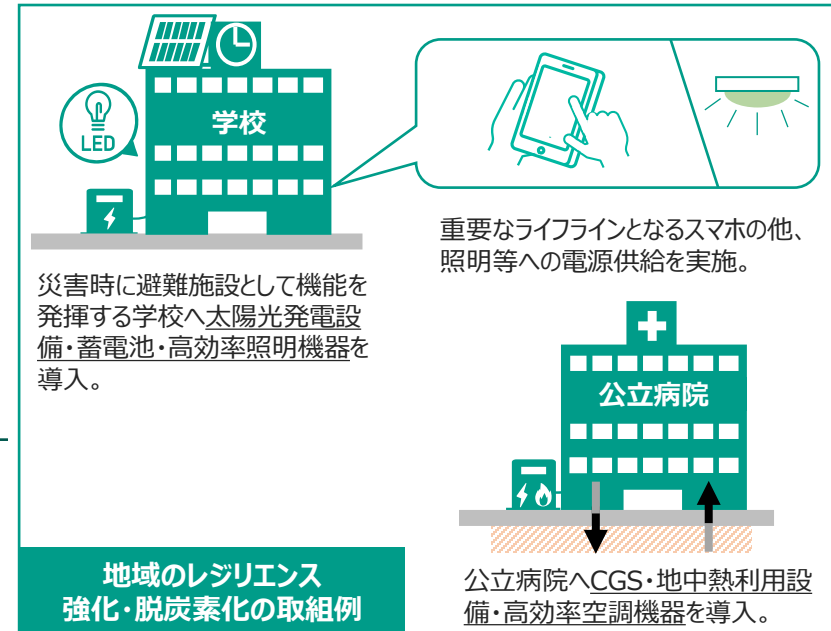 学校
LED
災害時に避難施設として機能を
発揮する学校へ太陽光発電設
備・蓄電池・高効率照明機器を
導入。
重要なライフラインとなるスマホの他、
照明等への電源供給を実施。
公立病院
公立病院へCGS・地中熱利用設
備・高効率空調機器を導入。
地域のレジリエンス
強化・脱炭素化の取組例